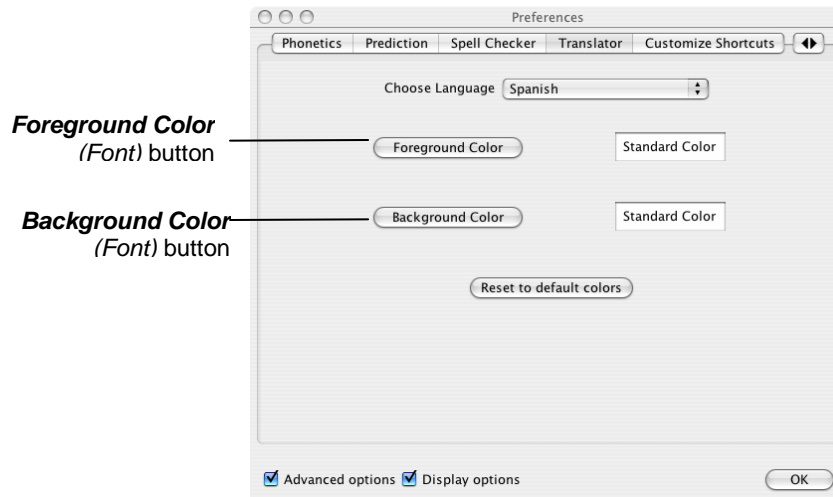 Preferences
Phonetics Prediction Spell Checker Translator Customize Shortcuts
Choose Language Spanish
Foreground Color
(Font) button
Foreground Color Standard Color
Background Color
(Font) button
Background Color Standard Color
Reset to default colors
Advanced options Display options OK